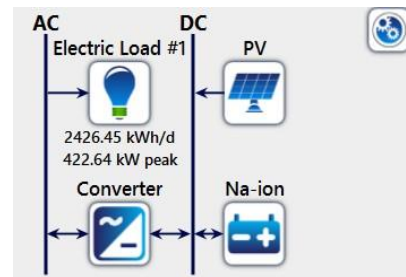 AC DC
Electric Load #1 PV
2426.45 kWh/d
422.64 kW peak
Converter Na-ion